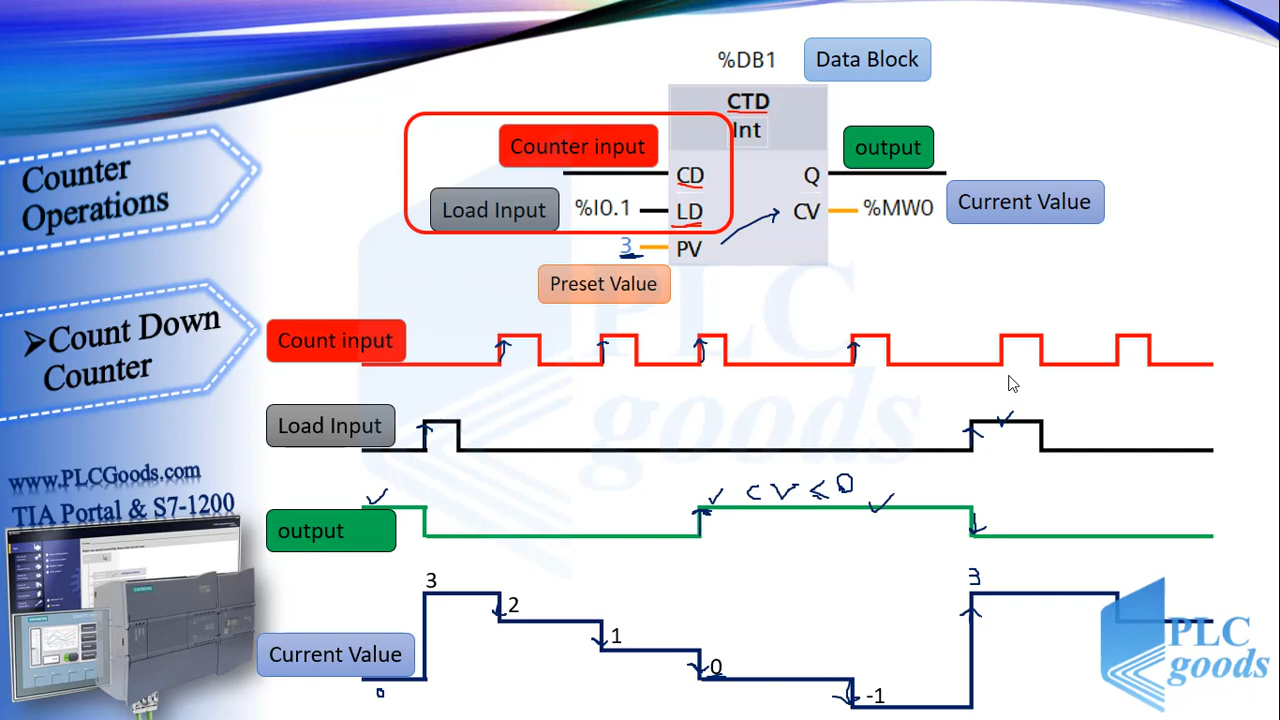 %DB1
Data Block
CTD
Int
Counter input
CD
Q
output
Load Input
%I0.1
LD
CV
%MW0
Current Value
3
PV
Preset Value
Counter
Operations
➢Count Down
Counter
www.PLCGoods.com
TIA Portal & S7-1200
Count input
Load Input
output
CV ≤ 0
Current Value
0
3
2
1
0
-1
3
PLC
goods
PLC
goods
SIEMENS